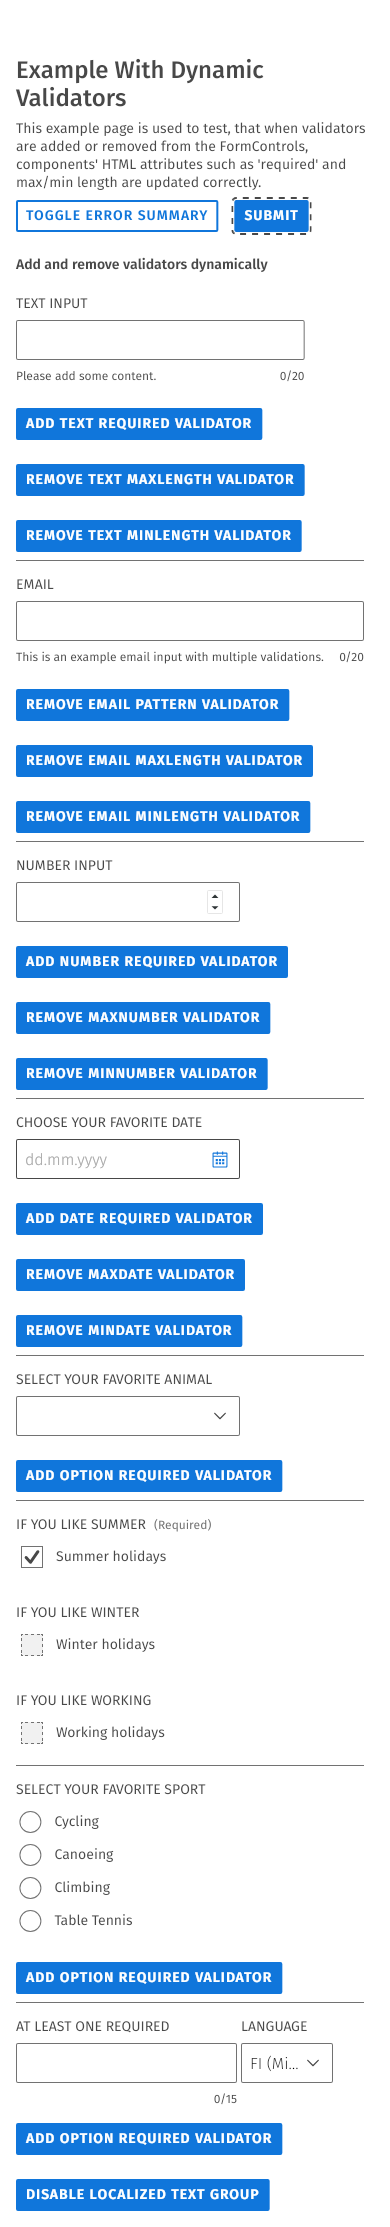 Example With Dynamic
Validators
This example page is used to test, that when validators
are added or removed from the FormControls,
components' HTML attributes such as 'required' and
max/min length are updated correctly.
TOGGLE ERROR SUMMARY SUBMIT
Add and remove validators dynamically
TEXT INPUT
Please add some content. 0/20
ADD TEXT REQUIRED VALIDATOR
REMOVE TEXT MAXLENGTH VALIDATOR
REMOVE TEXT MINLENGTH VALIDATOR
EMAIL
This is an example email input with multiple validations. 0/20
REMOVE EMAIL PATTERN VALIDATOR
REMOVE EMAIL MAXLENGTH VALIDATOR
REMOVE EMAIL MINLENGTH VALIDATOR
NUMBER INPUT
ADD NUMBER REQUIRED VALIDATOR
REMOVE MAXNUMBER VALIDATOR
REMOVE MINNUMBER VALIDATOR
CHOOSE YOUR FAVORITE DATE
dd.mm.yyyy
ADD DATE REQUIRED VALIDATOR
REMOVE MAXDATE VALIDATOR
REMOVE MINDATE VALIDATOR
SELECT YOUR FAVORITE ANIMAL
ADD OPTION REQUIRED VALIDATOR
IF YOU LIKE SUMMER (Required)
Summer holidays
IF YOU LIKE WINTER
Winter holidays
IF YOU LIKE WORKING
Working holidays
SELECT YOUR FAVORITE SPORT
Cycling
Canoeing
Climbing
Table Tennis
ADD OPTION REQUIRED VALIDATOR
AT LEAST ONE REQUIRED LANGUAGE
FI (Mi...
0/15
ADD OPTION REQUIRED VALIDATOR
DISABLE LOCALIZED TEXT GROUP